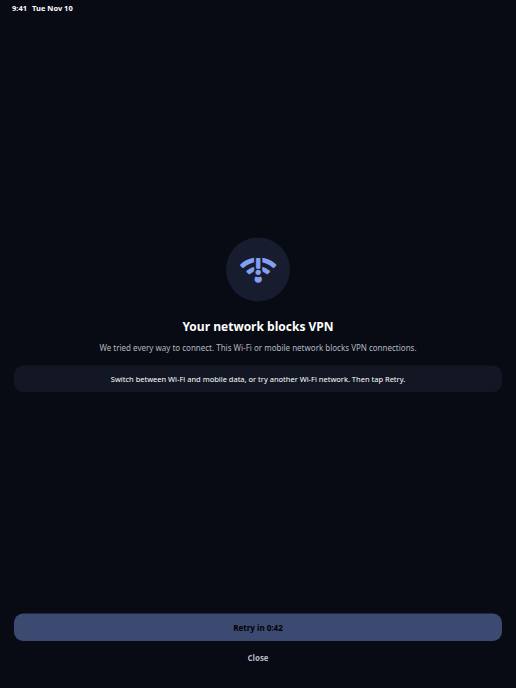 9:41 Tue Nov 10
Your network blocks VPN
We tried every way to connect. This Wi-Fi or mobile network blocks VPN connections.
Switch between Wi-Fi and mobile data, or try another Wi-Fi network. Then tap Retry.
Retry in 0:42
Close